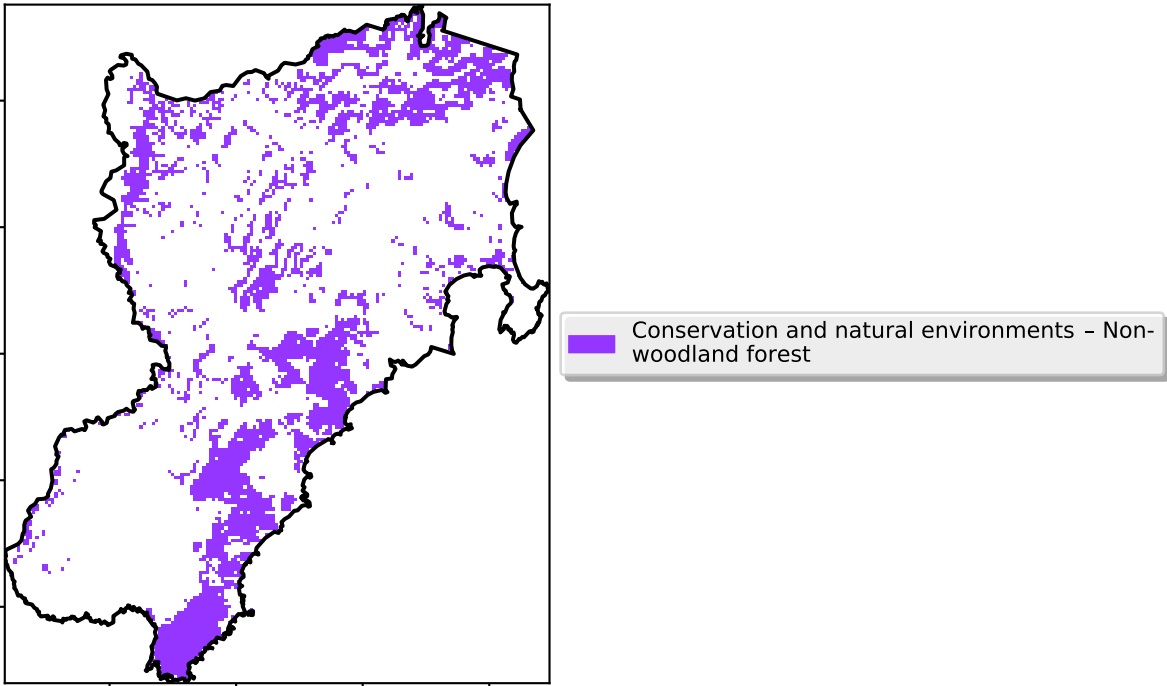 Conservation and natural environments – Non-
woodland forest